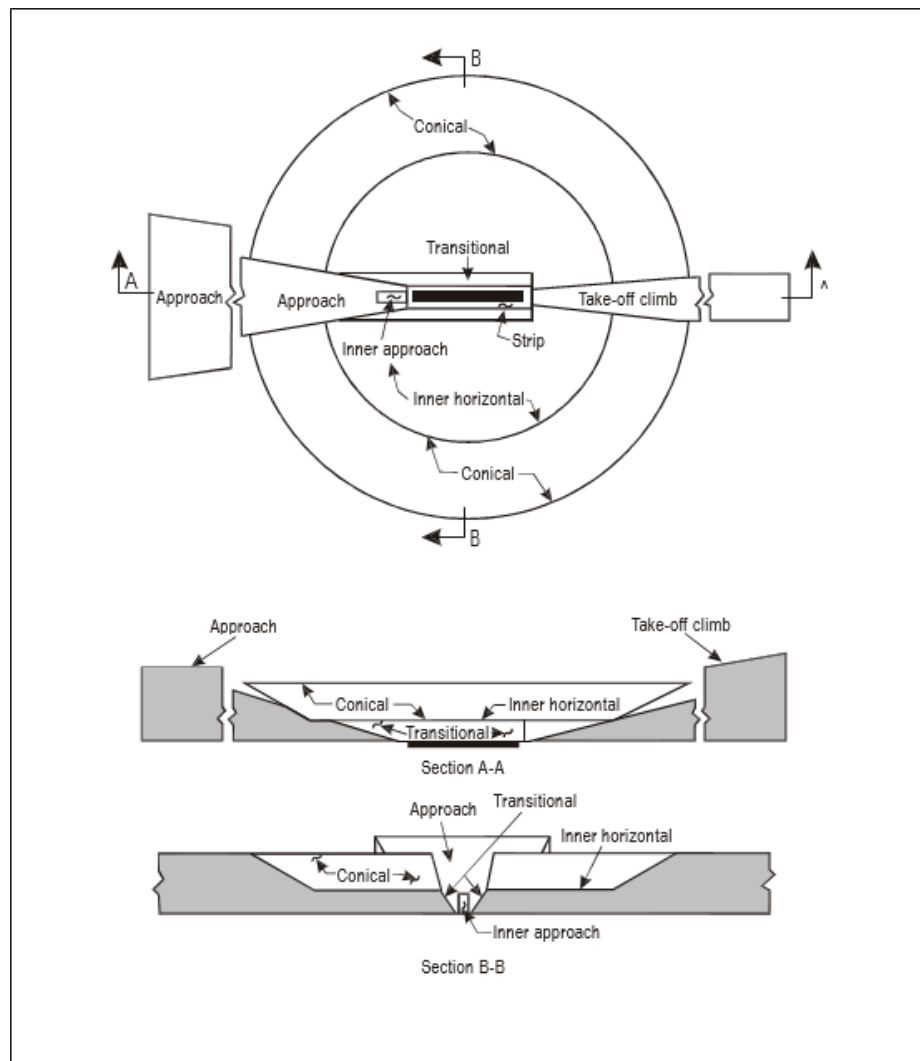 B
Conical
Transitional
A
Approach
Approach
Take-off climb
^
Inner approach
Strip
Inner horizontal
Conical
B
Approach
Take-off climb
Conical
Inner horizontal
Transitional
Section A-A
Transitional
Approach
Inner horizontal
Conical
Inner approach
Section B-B